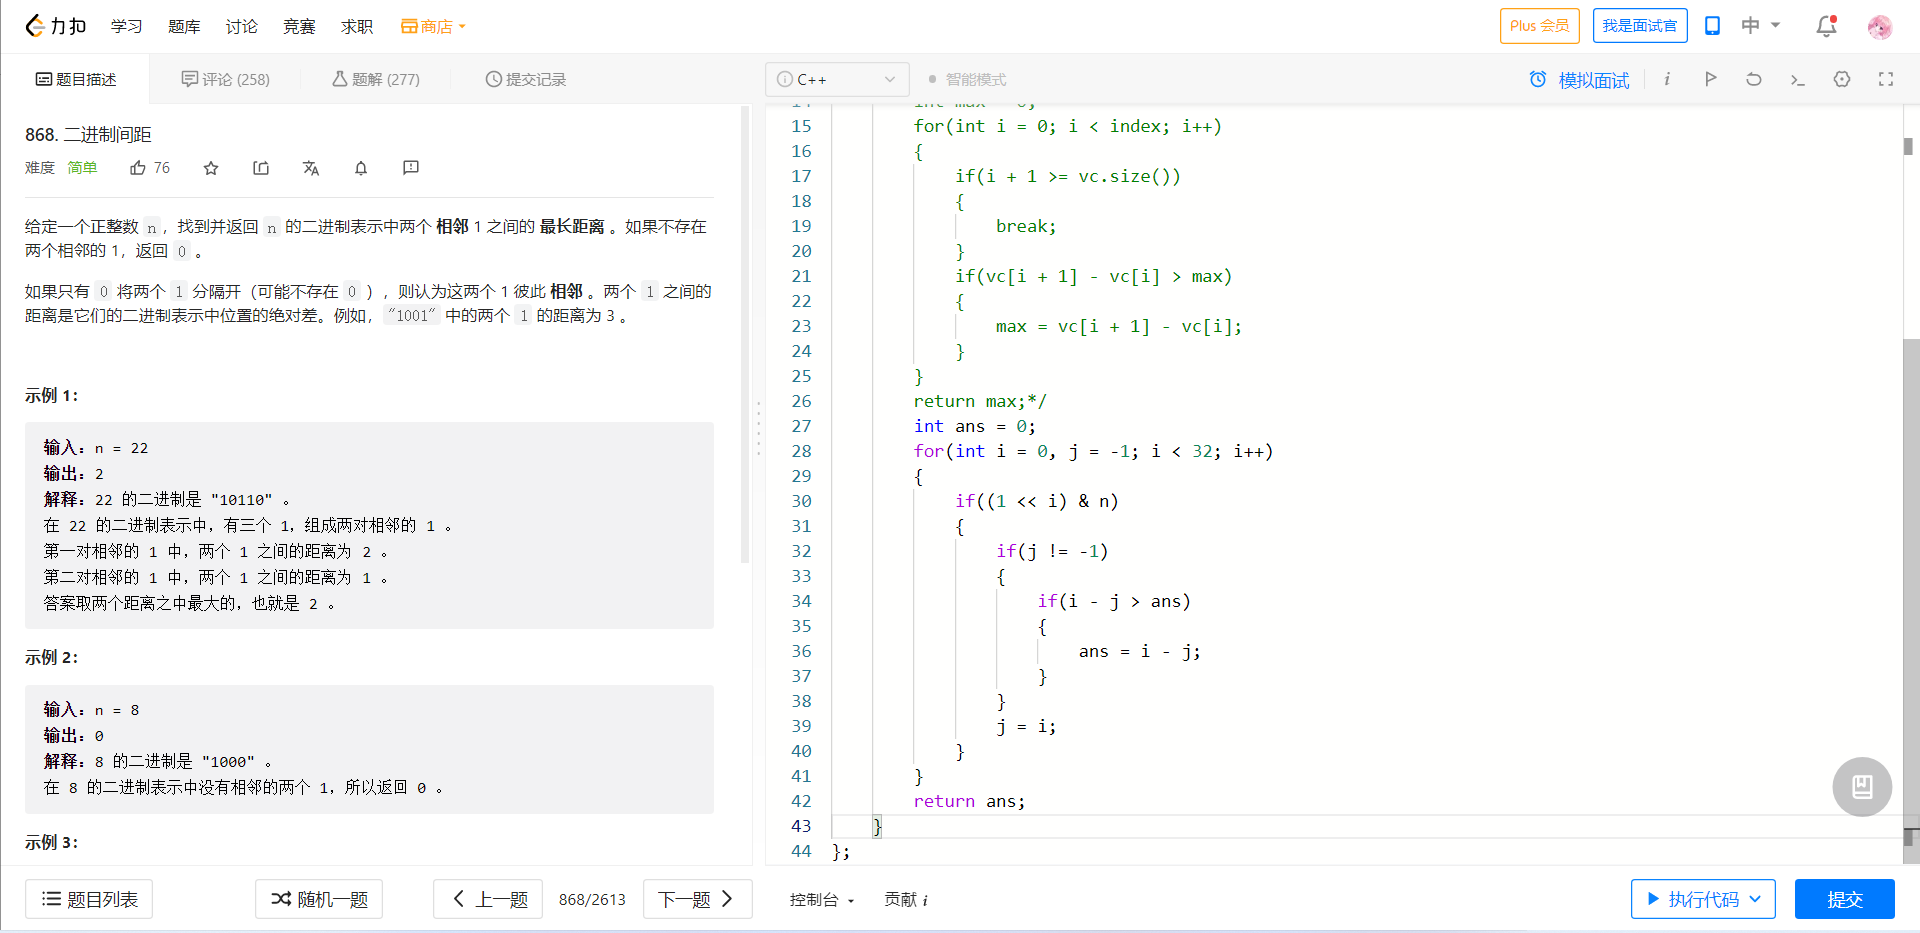 力扣 学习 题库 讨论 竞赛 求职 商店 Plus 会员 我是面试官 中
题目描述 评论 (258) 题解 (277) 提交记录
868. 二进制间距
难度 简单 76
给定一个正整数 n，找到并返回 n 的二进制表示中两个 相邻 1 之间的 最长距离 。如果不存在
两个相邻的 1，返回 0 。
如果只有 0 将两个 1 分隔开（可能不存在 0 ），则认为这两个 1 彼此 相邻 。两个 1 之间的
距离是它们的二进制表示中位置的绝对差。例如，"1001" 中的两个 1 的距离为 3 。
示例 1：
输入：n = 22
输出：2
解释：22 的二进制是 "10110" 。
在 22 的二进制表示中，有三个 1，组成两对相邻的 1 。
第一对相邻的 1 中，两个 1 之间的距离为 2 。
第二对相邻的 1 中，两个 1 之间的距离为 1 。
答案取两个距离之中最大的，也就是 2 。
示例 2：
输入：n = 8
输出：0
解释：8 的二进制是 "1000" 。
在 8 的二进制表示中没有相邻的两个 1，所以返回 0 。
示例 3：
题目列表 随机一题 上一题 868/2613 下一题
C++ 智能模式 模拟面试
14 int max = 0;
15 for(int i = 0; i < index; i++)
16 {
17 if(i + 1 >= vc.size())
18 {
19 break;
20 }
21 if(vc[i + 1] - vc[i] > max)
22 {
23 max = vc[i + 1] - vc[i];
24 }
25 }
26 return max;*/
27 int ans = 0;
28 for(int i = 0, j = -1; i < 32; i++)
29 {
30 if((1 << i) & n)
31 {
32 if(j != -1)
33 {
34 if(i - j > ans)
35 {
36 ans = i - j;
37 }
38 }
39 j = i;
40 }
41 }
42 return ans;
43 }
44 };
控制台 贡献 i 执行代码 提交